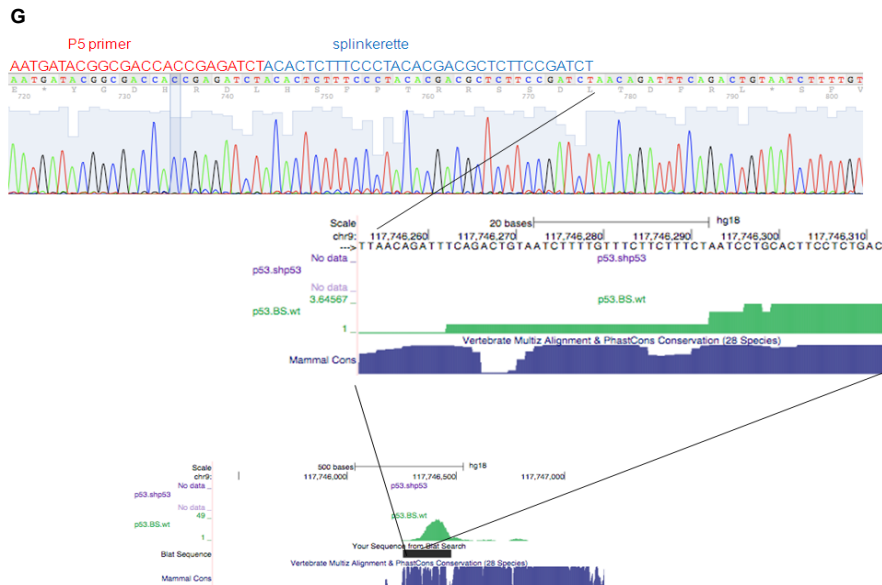 G
P5 primer splinkerette
AATGATACGGCGACCACCGAGATCTACACTCTTTCCCTACACGACGCTCTTCCGATCT
AATGATACGGCGACCACCGAGATCTACACTCTTTCCCTACACGACGCTCTTCCGATCTAACAGATTTCAGACTGTAATCTTTTGT
E * Y G D H R D L H S F P T R R S S D L T D F R L * S F V
720 730 740 750 760 770 780 790 800
Scale 20 bases hg18
chr9: 117,746,260 117,746,270 117,746,280 117,746,290 117,746,300 117,746,310
---> TTAACAGATTTCAGACTGTAATCTTTTGTTTCTTCTTTCTAATCCTGCACTTCCTCTGAC
No data p53.shp53
p53.shp53
No data
3.64567 p53.BS.wt
p53.BS.wt
1
Vertebrate Multiz Alignment & PhastCons Conservation (28 Species)
Mammal Cons
Scale 500 bases hg18
chr9: 117,746,000 117,746,500 117,747,000
No data p53.shp53
p53.shp53
No data
49 p53.BS.wt
p53.BS.wt
1
Your Sequence from Blat Search
Blat Sequence
Vertebrate Multiz Alignment & PhastCons Conservation (28 Species)
Mammal Cons